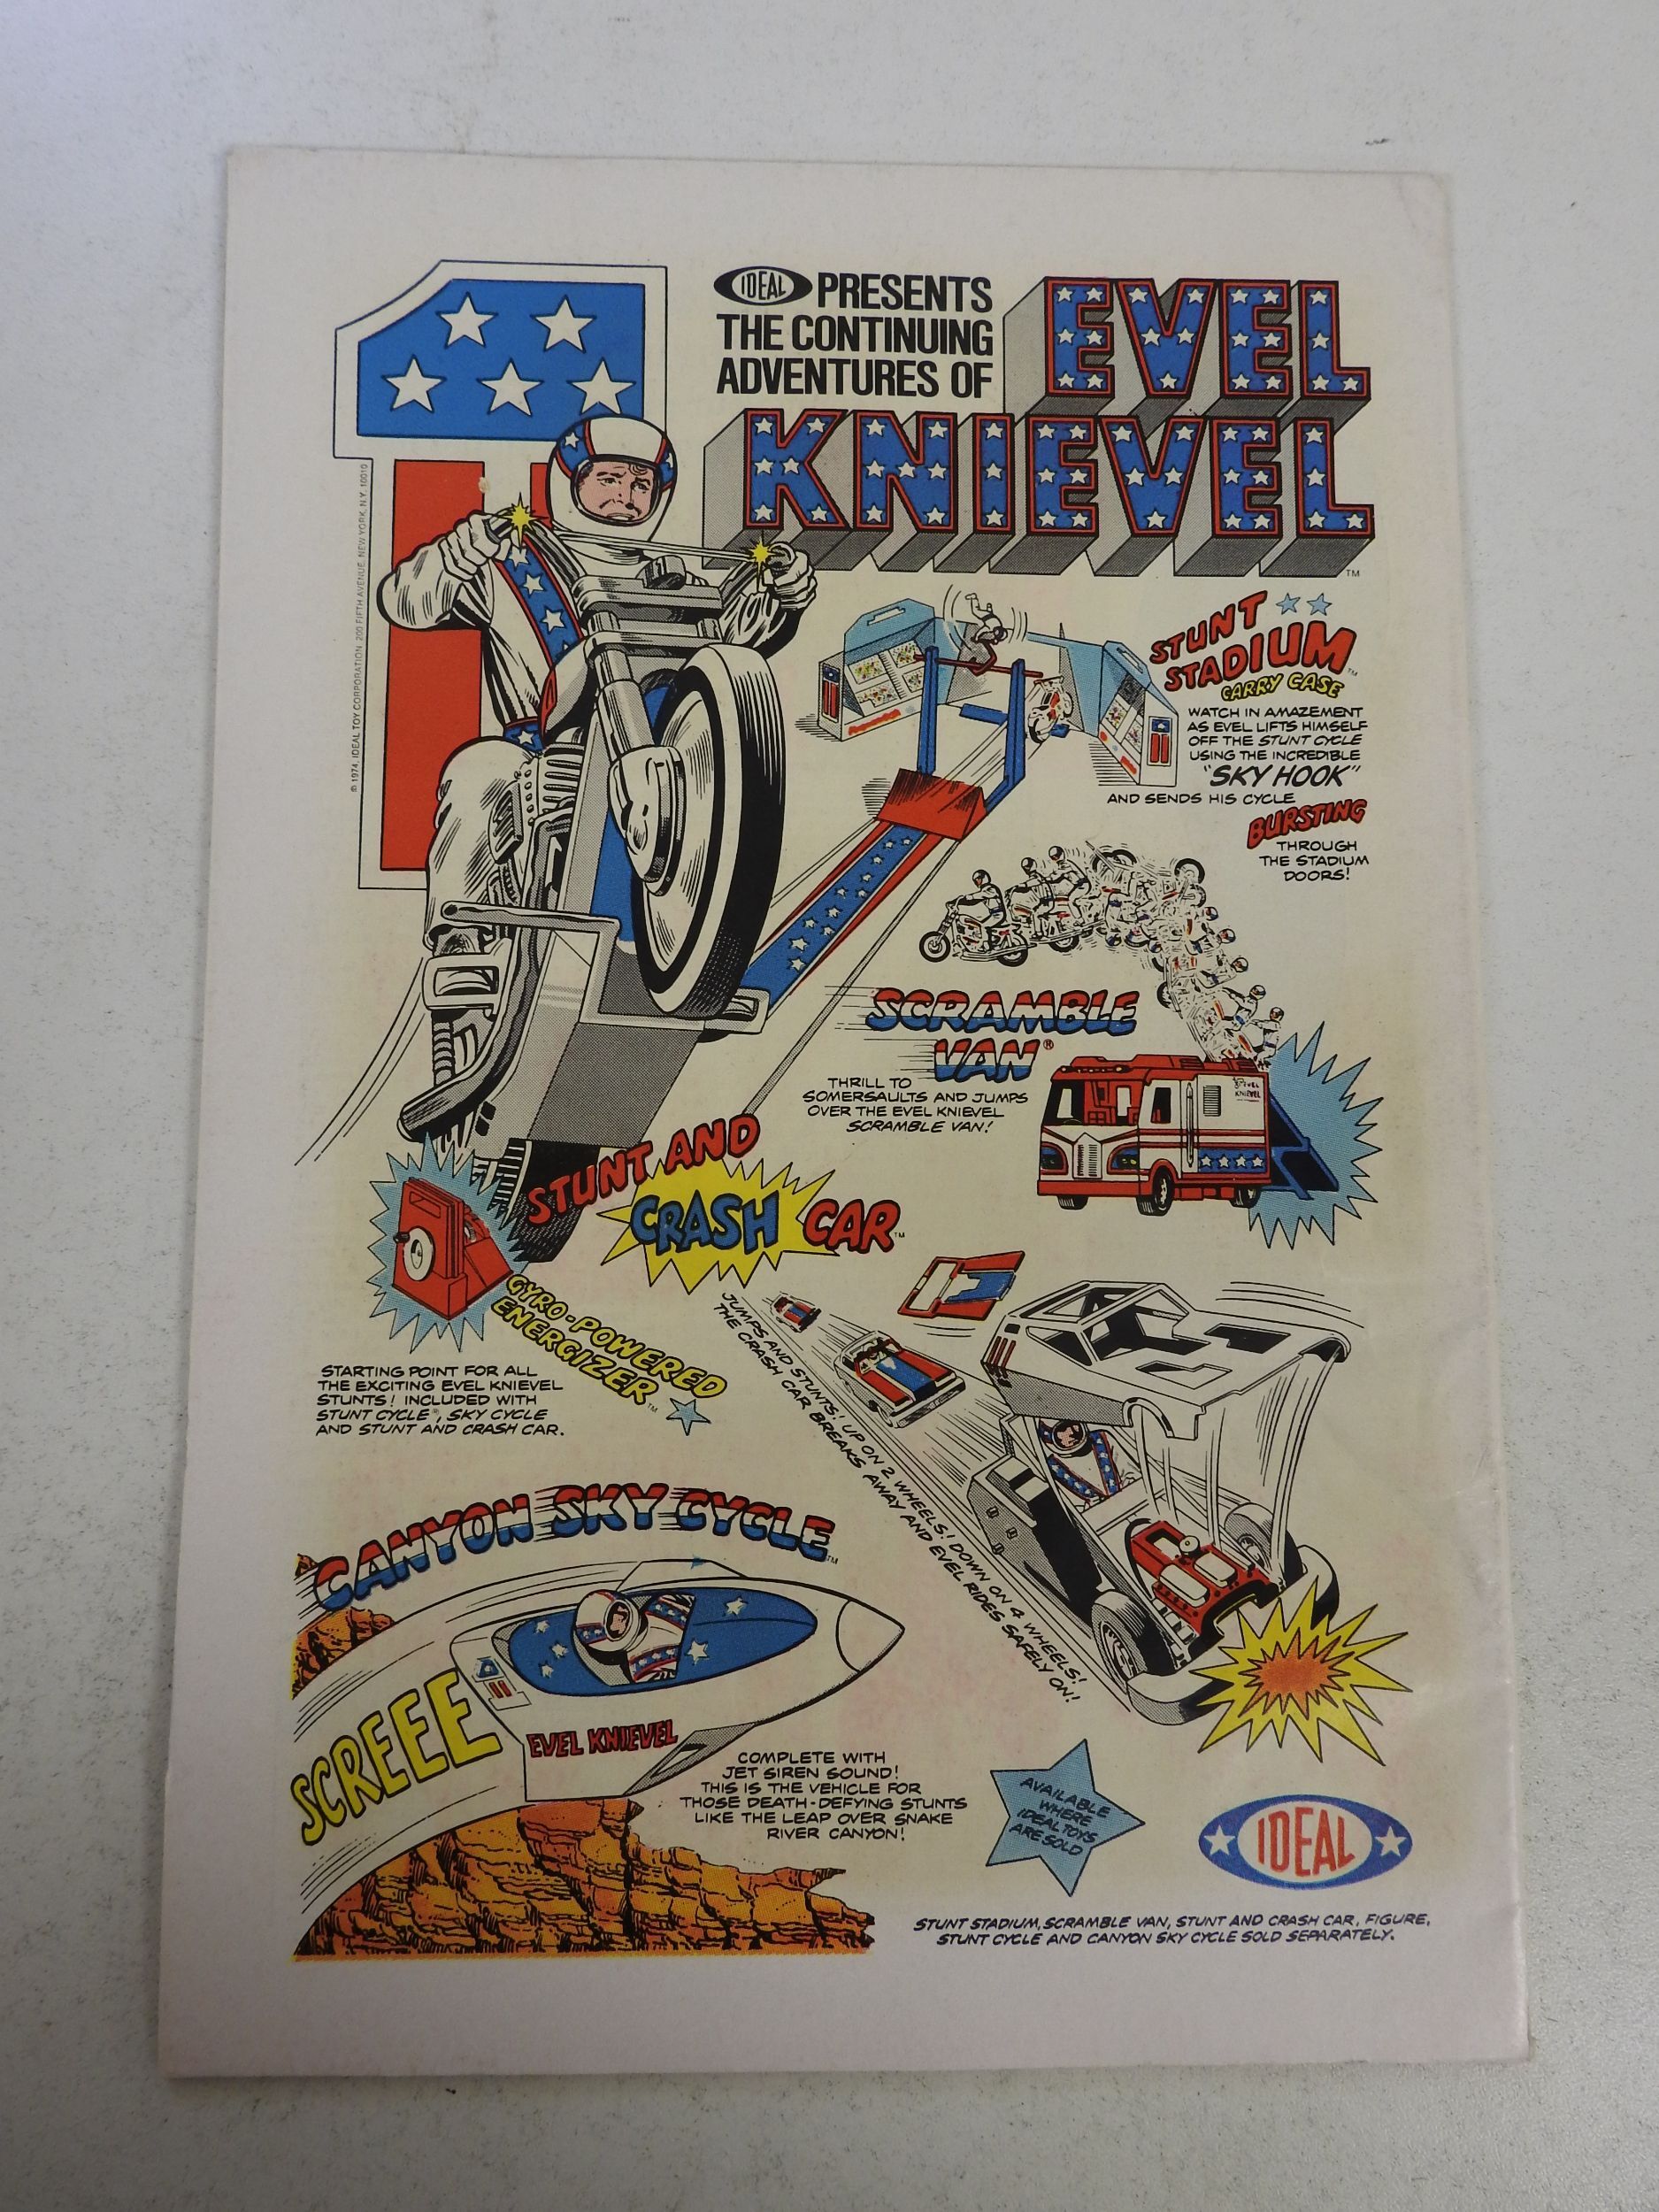 IDEAL PRESENTS
THE CONTINUING
ADVENTURES OF
EVEL
KNIEVEL
TM
© 1974, IDEAL TOY CORPORATION, 200 FIFTH AVENUE, NEW YORK, N.Y. 10010
STUNT
STADIUM™
CARRY CASE
WATCH IN AMAZEMENT
AS EVEL LIFTS HIMSELF
OFF THE STUNT CYCLE
USING THE INCREDIBLE
"SKY HOOK"
AND SENDS HIS CYCLE
BURSTING
THROUGH
THE STADIUM
DOORS!
SCRAMBLE
VAN®
THRILL TO
SOMERSAULTS AND JUMPS
OVER THE EVEL KNIEVEL
SCRAMBLE VAN!
EVEL
KNIEVEL
STUNT AND
CRASH CAR™
GYRO-POWERED
ENERGIZER™
STARTING POINT FOR ALL
THE EXCITING EVEL KNIEVEL
STUNTS! INCLUDED WITH
STUNT CYCLE®, SKY CYCLE
AND STUNT AND CRASH CAR.
JUMPS AND STUNTS! UP ON 2 WHEELS! DOWN ON 4 WHEELS!
THE CRASH CAR BREAKS AWAY AND EVEL RIDES SAFELY ON!
CANYON SKY CYCLE™
SCREEE
EVEL KNIEVEL
COMPLETE WITH
JET SIREN SOUND!
THIS IS THE VEHICLE FOR
THOSE DEATH-DEFYING STUNTS
LIKE THE LEAP OVER SNAKE
RIVER CANYON!
AVAILABLE
WHERE
IDEAL TOYS
ARE SOLD
IDEAL
STUNT STADIUM, SCRAMBLE VAN, STUNT AND CRASH CAR, FIGURE,
STUNT CYCLE AND CANYON SKY CYCLE SOLD SEPARATELY.